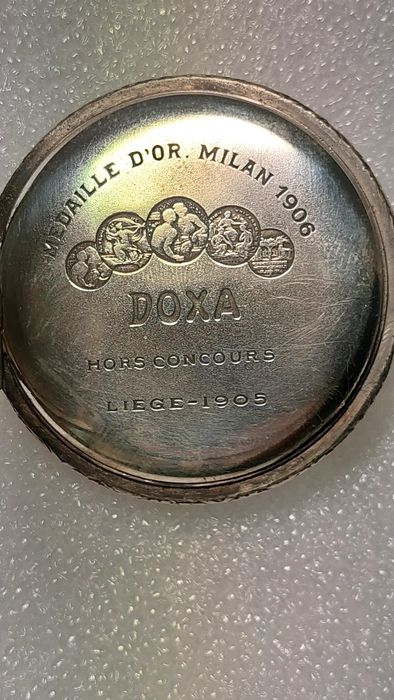 MEDAILLE D'OR. MILAN 1906
DOXA
HORS CONCOURS
LIEGE-1905